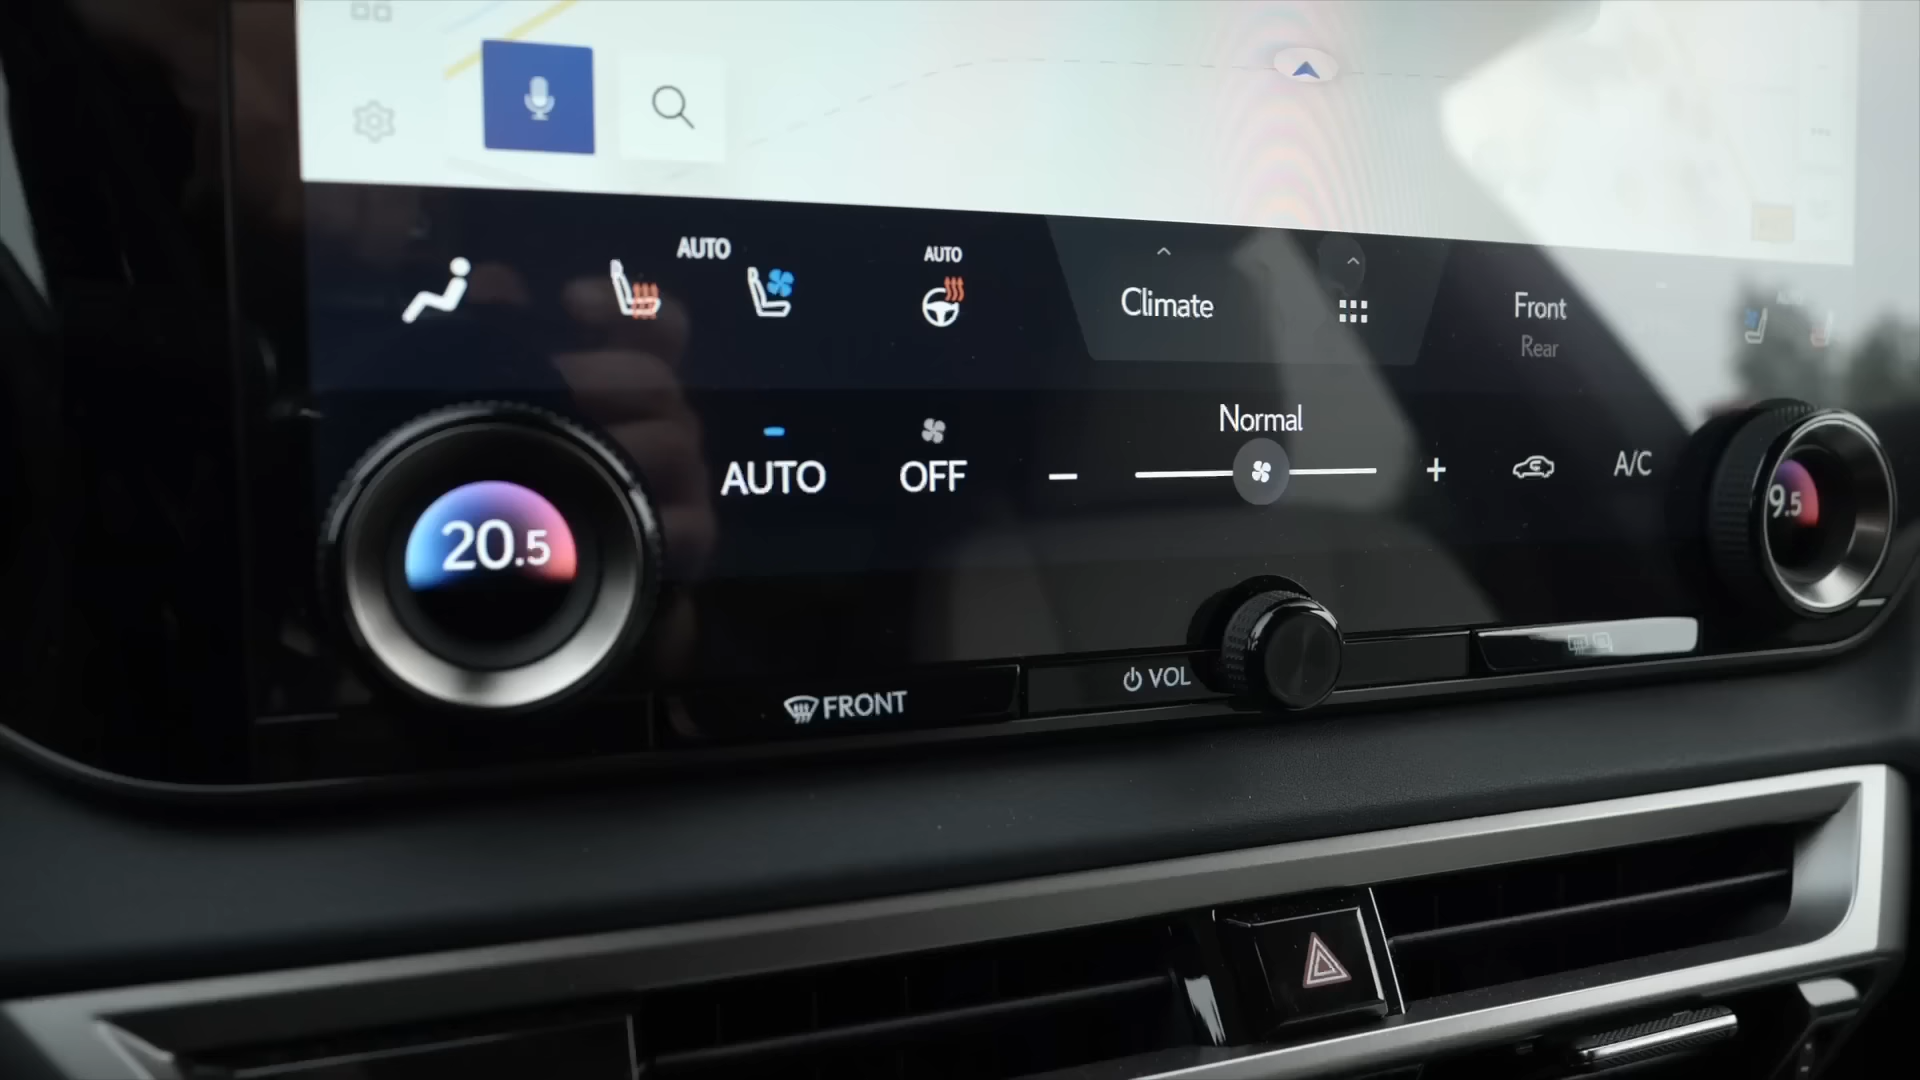 AUTO
AUTO
Climate
Front
Rear
Normal
AUTO
OFF
A/C
20.5
9.5
VOL
FRONT